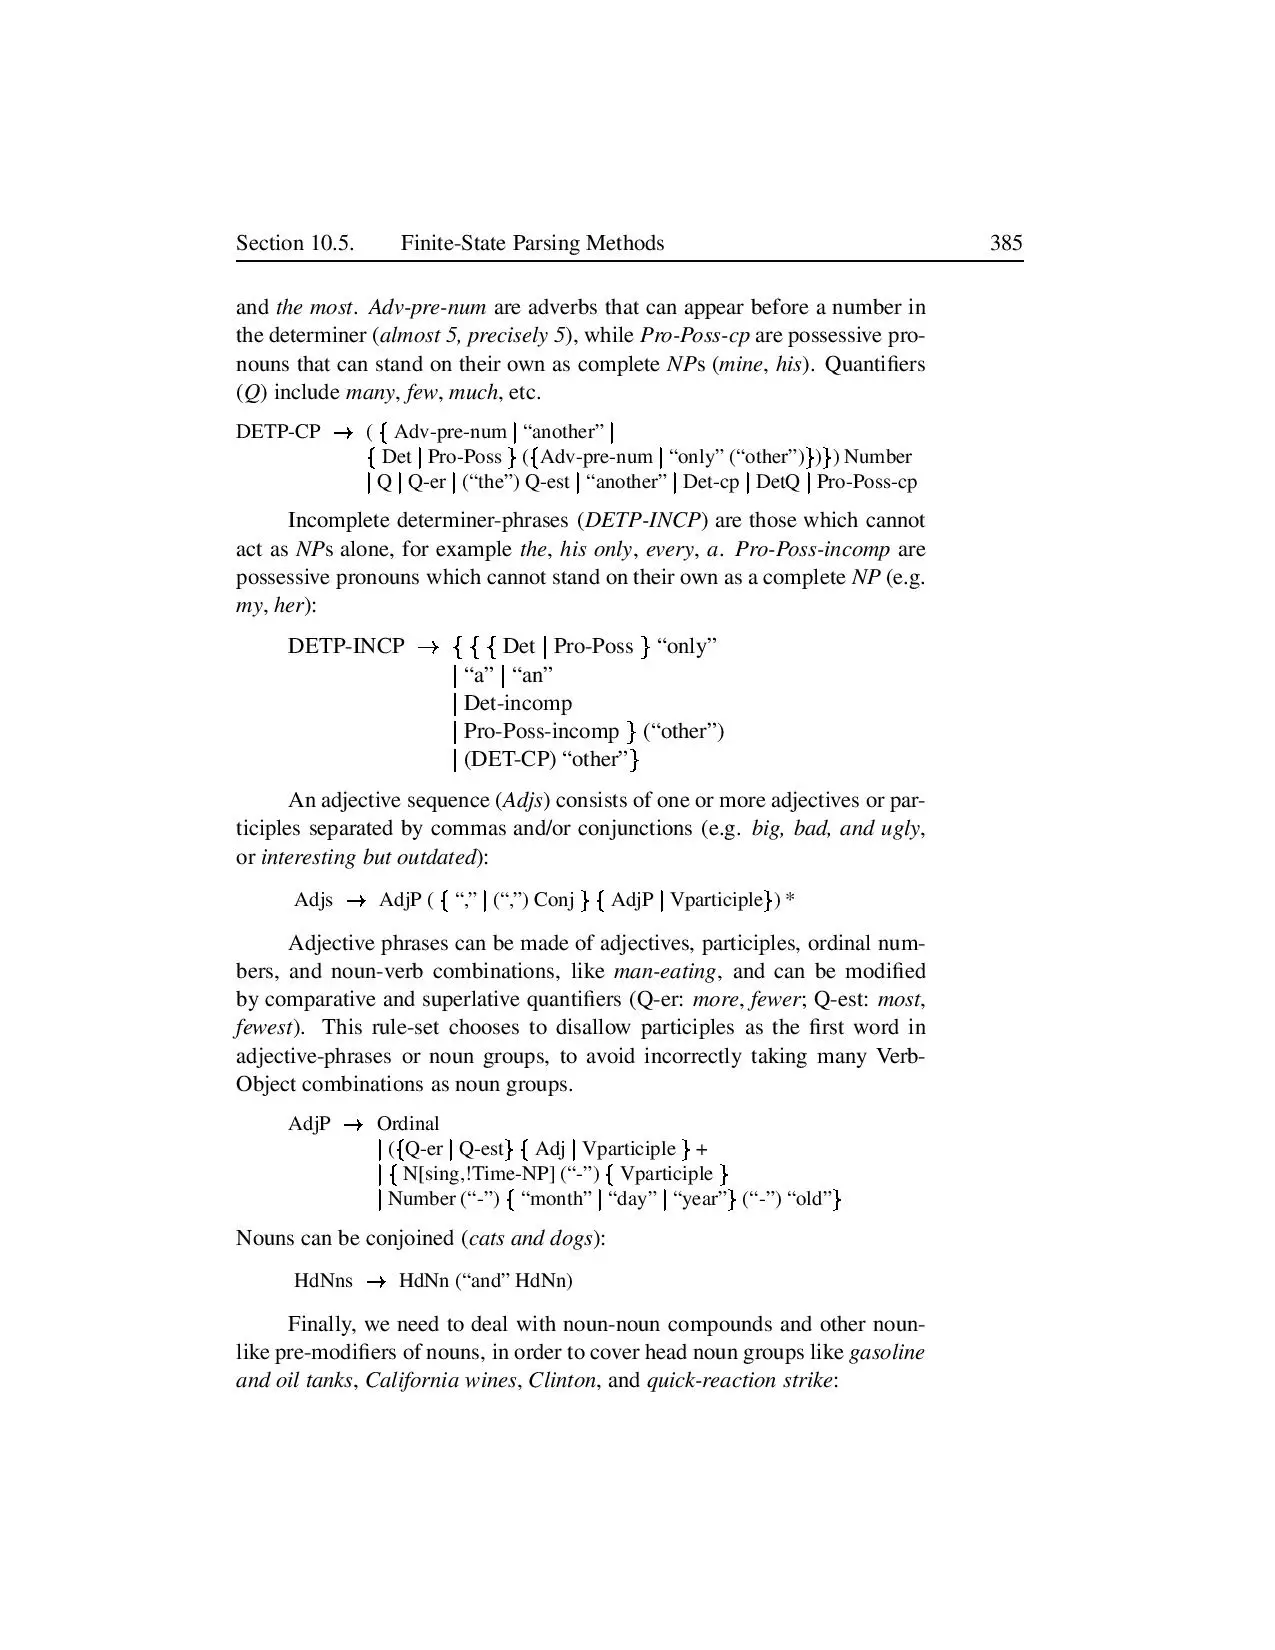 Section 10.5. Finite-State Parsing Methods 385
and the most. Adv-pre-num are adverbs that can appear before a number in
the determiner (almost 5, precisely 5), while Pro-Poss-cp are possessive pro-
nouns that can stand on their own as complete NPs (mine, his). Quantifiers
(Q) include many, few, much, etc.
DETP-CP → ( { Adv-pre-num | “another” |
{ Det | Pro-Poss } ({Adv-pre-num | “only” (“other”)})}) Number
| Q | Q-er | (“the”) Q-est | “another” | Det-cp | DetQ | Pro-Poss-cp
Incomplete determiner-phrases (DETP-INCP) are those which cannot
act as NPs alone, for example the, his only, every, a. Pro-Poss-incomp are
possessive pronouns which cannot stand on their own as a complete NP (e.g.
my, her):
DETP-INCP → { { { Det | Pro-Poss } “only”
| “a” | “an”
| Det-incomp
| Pro-Poss-incomp } (“other”)
| (DET-CP) “other”}
An adjective sequence (Adjs) consists of one or more adjectives or par-
ticiples separated by commas and/or conjunctions (e.g. big, bad, and ugly,
or interesting but outdated):
Adjs → AdjP ( { “,” | (“,”) Conj } { AdjP | Vparticiple}) *
Adjective phrases can be made of adjectives, participles, ordinal num-
bers, and noun-verb combinations, like man-eating, and can be modified
by comparative and superlative quantifiers (Q-er: more, fewer; Q-est: most,
fewest). This rule-set chooses to disallow participles as the first word in
adjective-phrases or noun groups, to avoid incorrectly taking many Verb-
Object combinations as noun groups.
AdjP → Ordinal
| ({Q-er | Q-est} { Adj | Vparticiple } +
| { N[sing,!Time-NP] (“-”) { Vparticiple }
| Number (“-”) { “month” | “day” | “year”} (“-”) “old”}
Nouns can be conjoined (cats and dogs):
HdNns → HdNn (“and” HdNn)
Finally, we need to deal with noun-noun compounds and other noun-
like pre-modifiers of nouns, in order to cover head noun groups like gasoline
and oil tanks, California wines, Clinton, and quick-reaction strike: